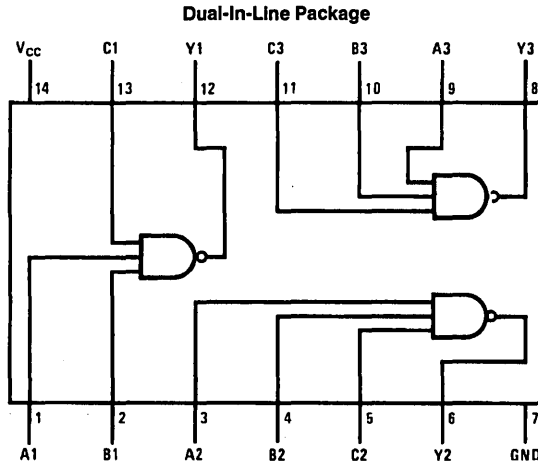 Dual-In-Line Package
VCC C1 Y1 C3 B3 A3 Y3
14 13 12 11 10 9 8
1 2 3 4 5 6 7
A1 B1 A2 B2 C2 Y2 GND